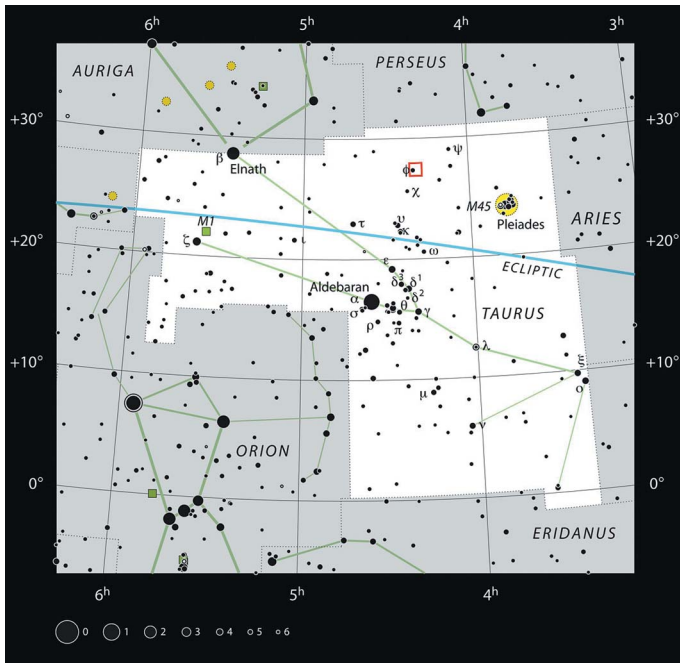 6h 5h 4h 3h
AURIGA
PERSEUS
+30° +30°
β
Elnath
ψ
φ
χ
M45
Pleiades
ARIES
M1
τ
υ
κ
ζ
ι
ω
+20° +20°
ε
ECLIPTIC
δ³ δ¹
Aldebaran
δ²
α
θ
γ
TAURUS
σ
ρ
π
λ
ξ
+10° +10°
ο
μ
ν
ORION
0° 0°
ERIDANUS
6h 5h 4h
0 1 2 3 4 5 6